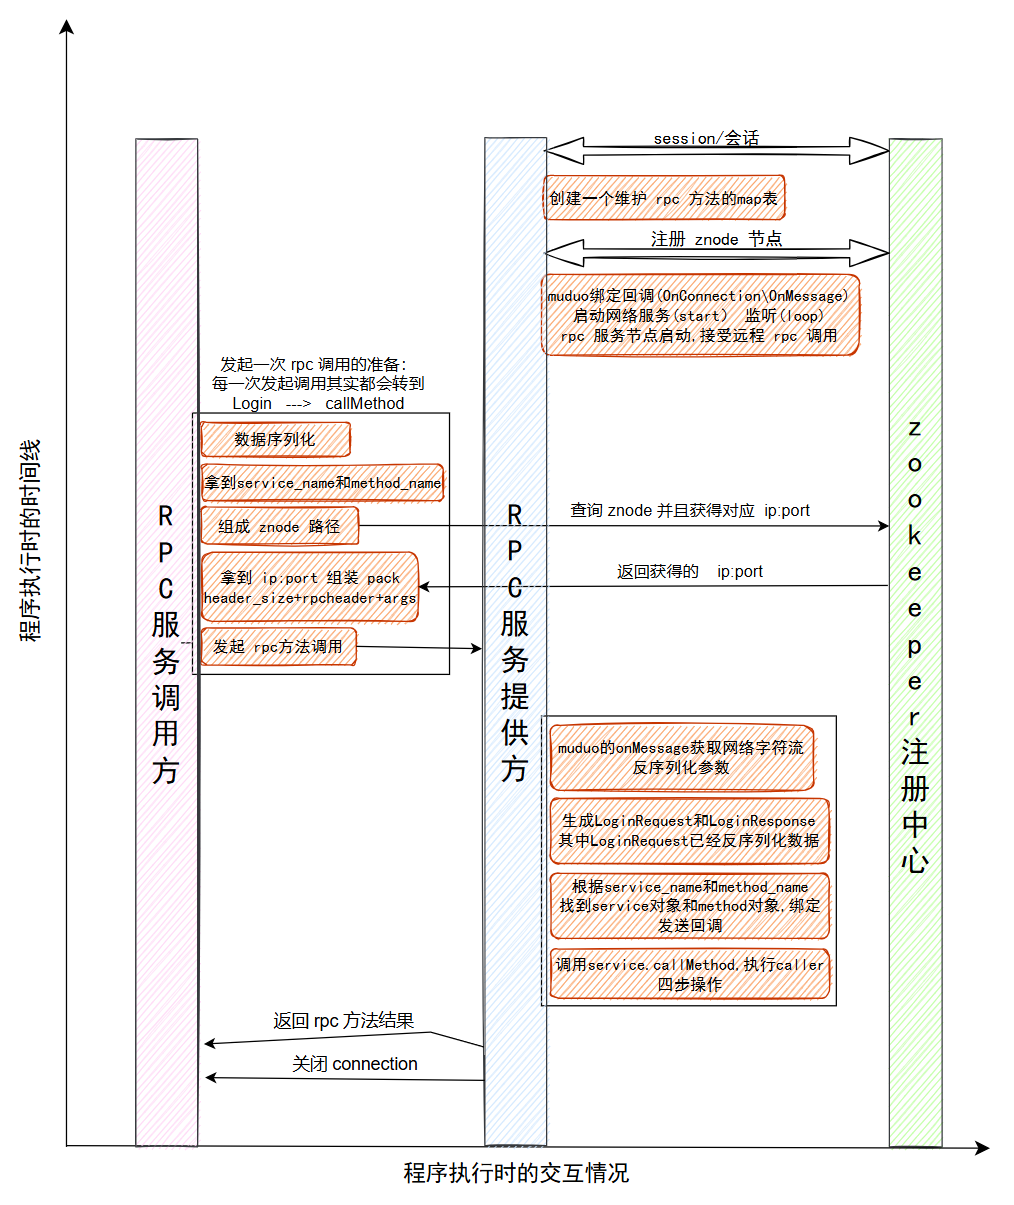 session/会话
创建一个维护 rpc 方法的map表
注册 znode 节点
muduo绑定回调(OnConnection\OnMessage)
启动网络服务(start) 监听(loop)
rpc 服务节点启动,接受远程 rpc 调用
发起一次 rpc 调用的准备:
每一次发起调用其实都会转到
Login ---> callMethod
数据序列化
拿到service_name和method_name
组成 znode 路径
查询 znode 并且获得对应 ip:port
拿到 ip:port 组装 pack
header_size+rpcheader+args
返回获得的 ip:port
发起 rpc方法调用
RPC服务调用方
RPC服务提供方
zookeeper注册中心
muduo的onMessage获取网络字符流
反序列化参数
生成LoginRequest和LoginResponse
其中LoginRequest已经反序列化数据
根据service_name和method_name
找到service对象和method对象,绑定
发送回调
调用service.callMethod,执行caller
四步操作
返回 rpc 方法结果
关闭 connection
程序执行时的时间线
程序执行时的交互情况